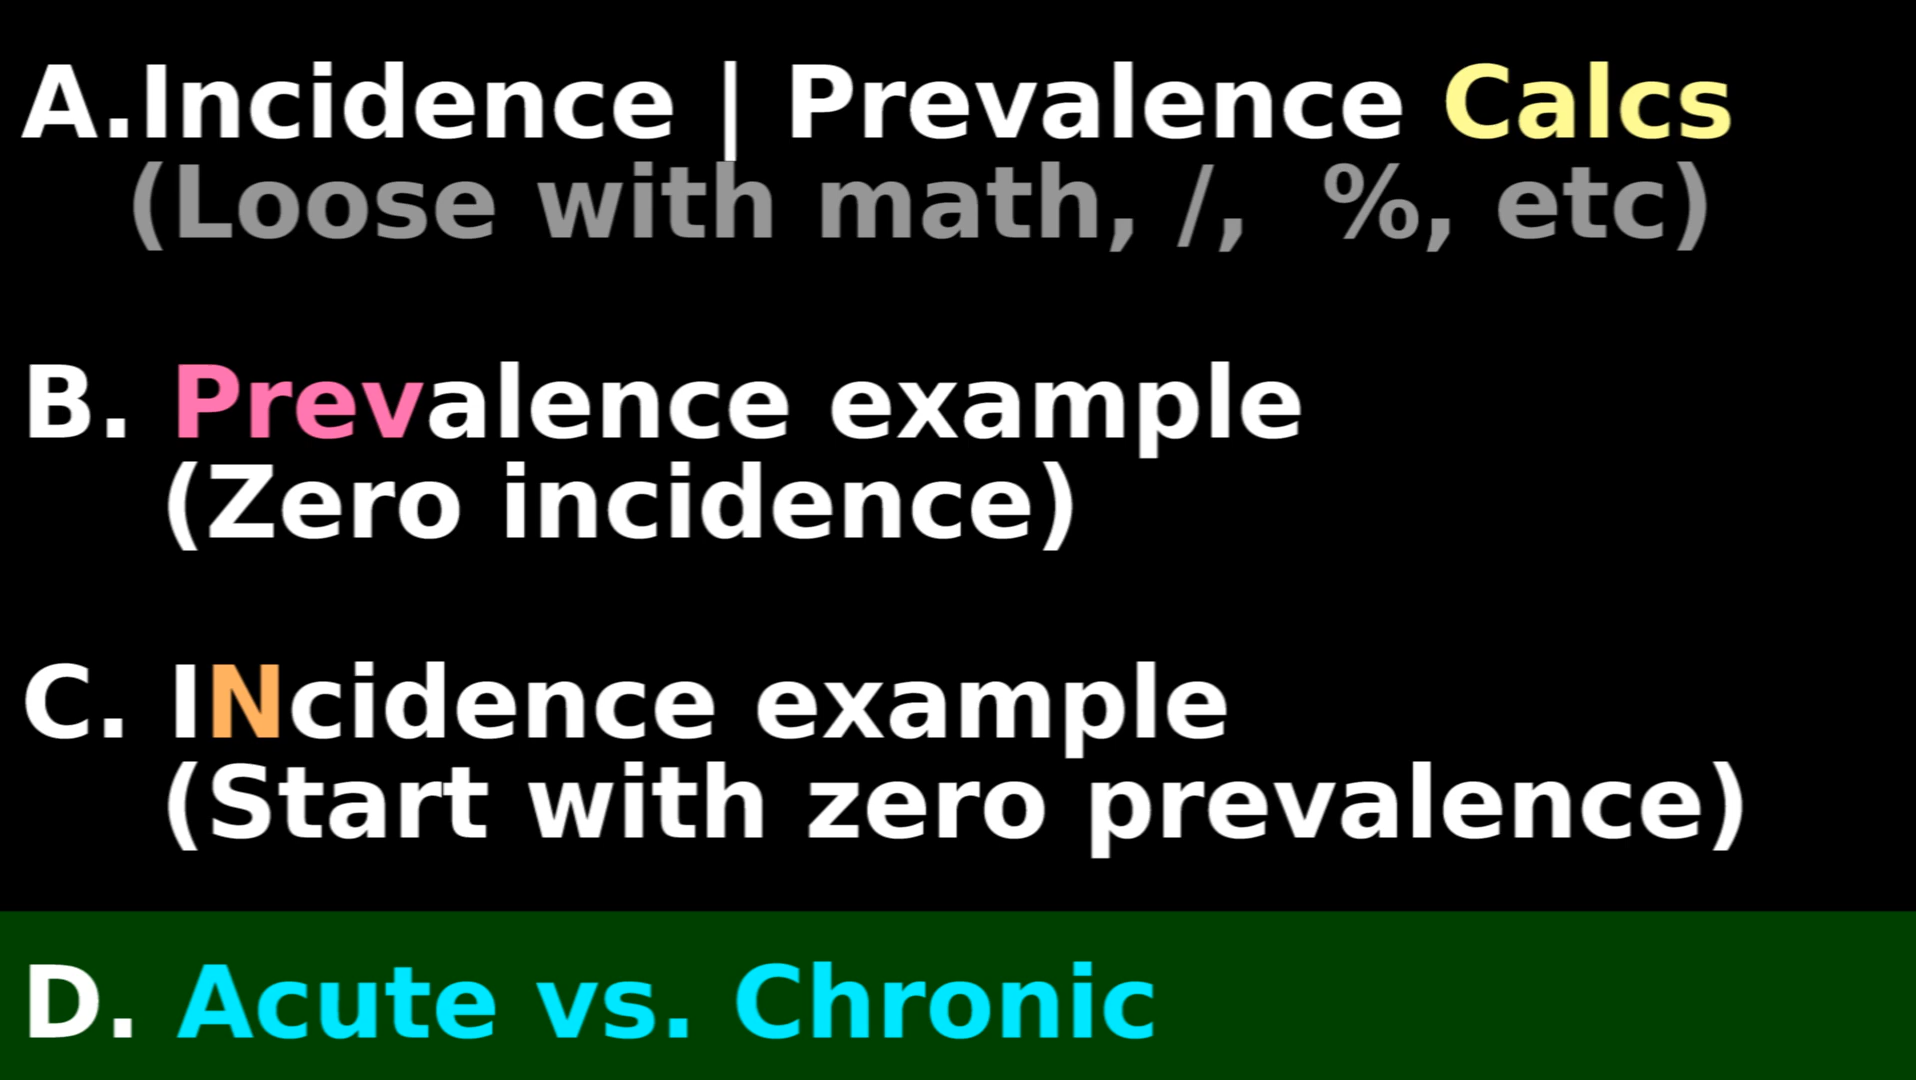 A.Incidence | Prevalence Calcs
(Loose with math, /,  %, etc)
B. Prevalence example
(Zero incidence)
C. INcidence example
(Start with zero prevalence)
D. Acute vs. Chronic